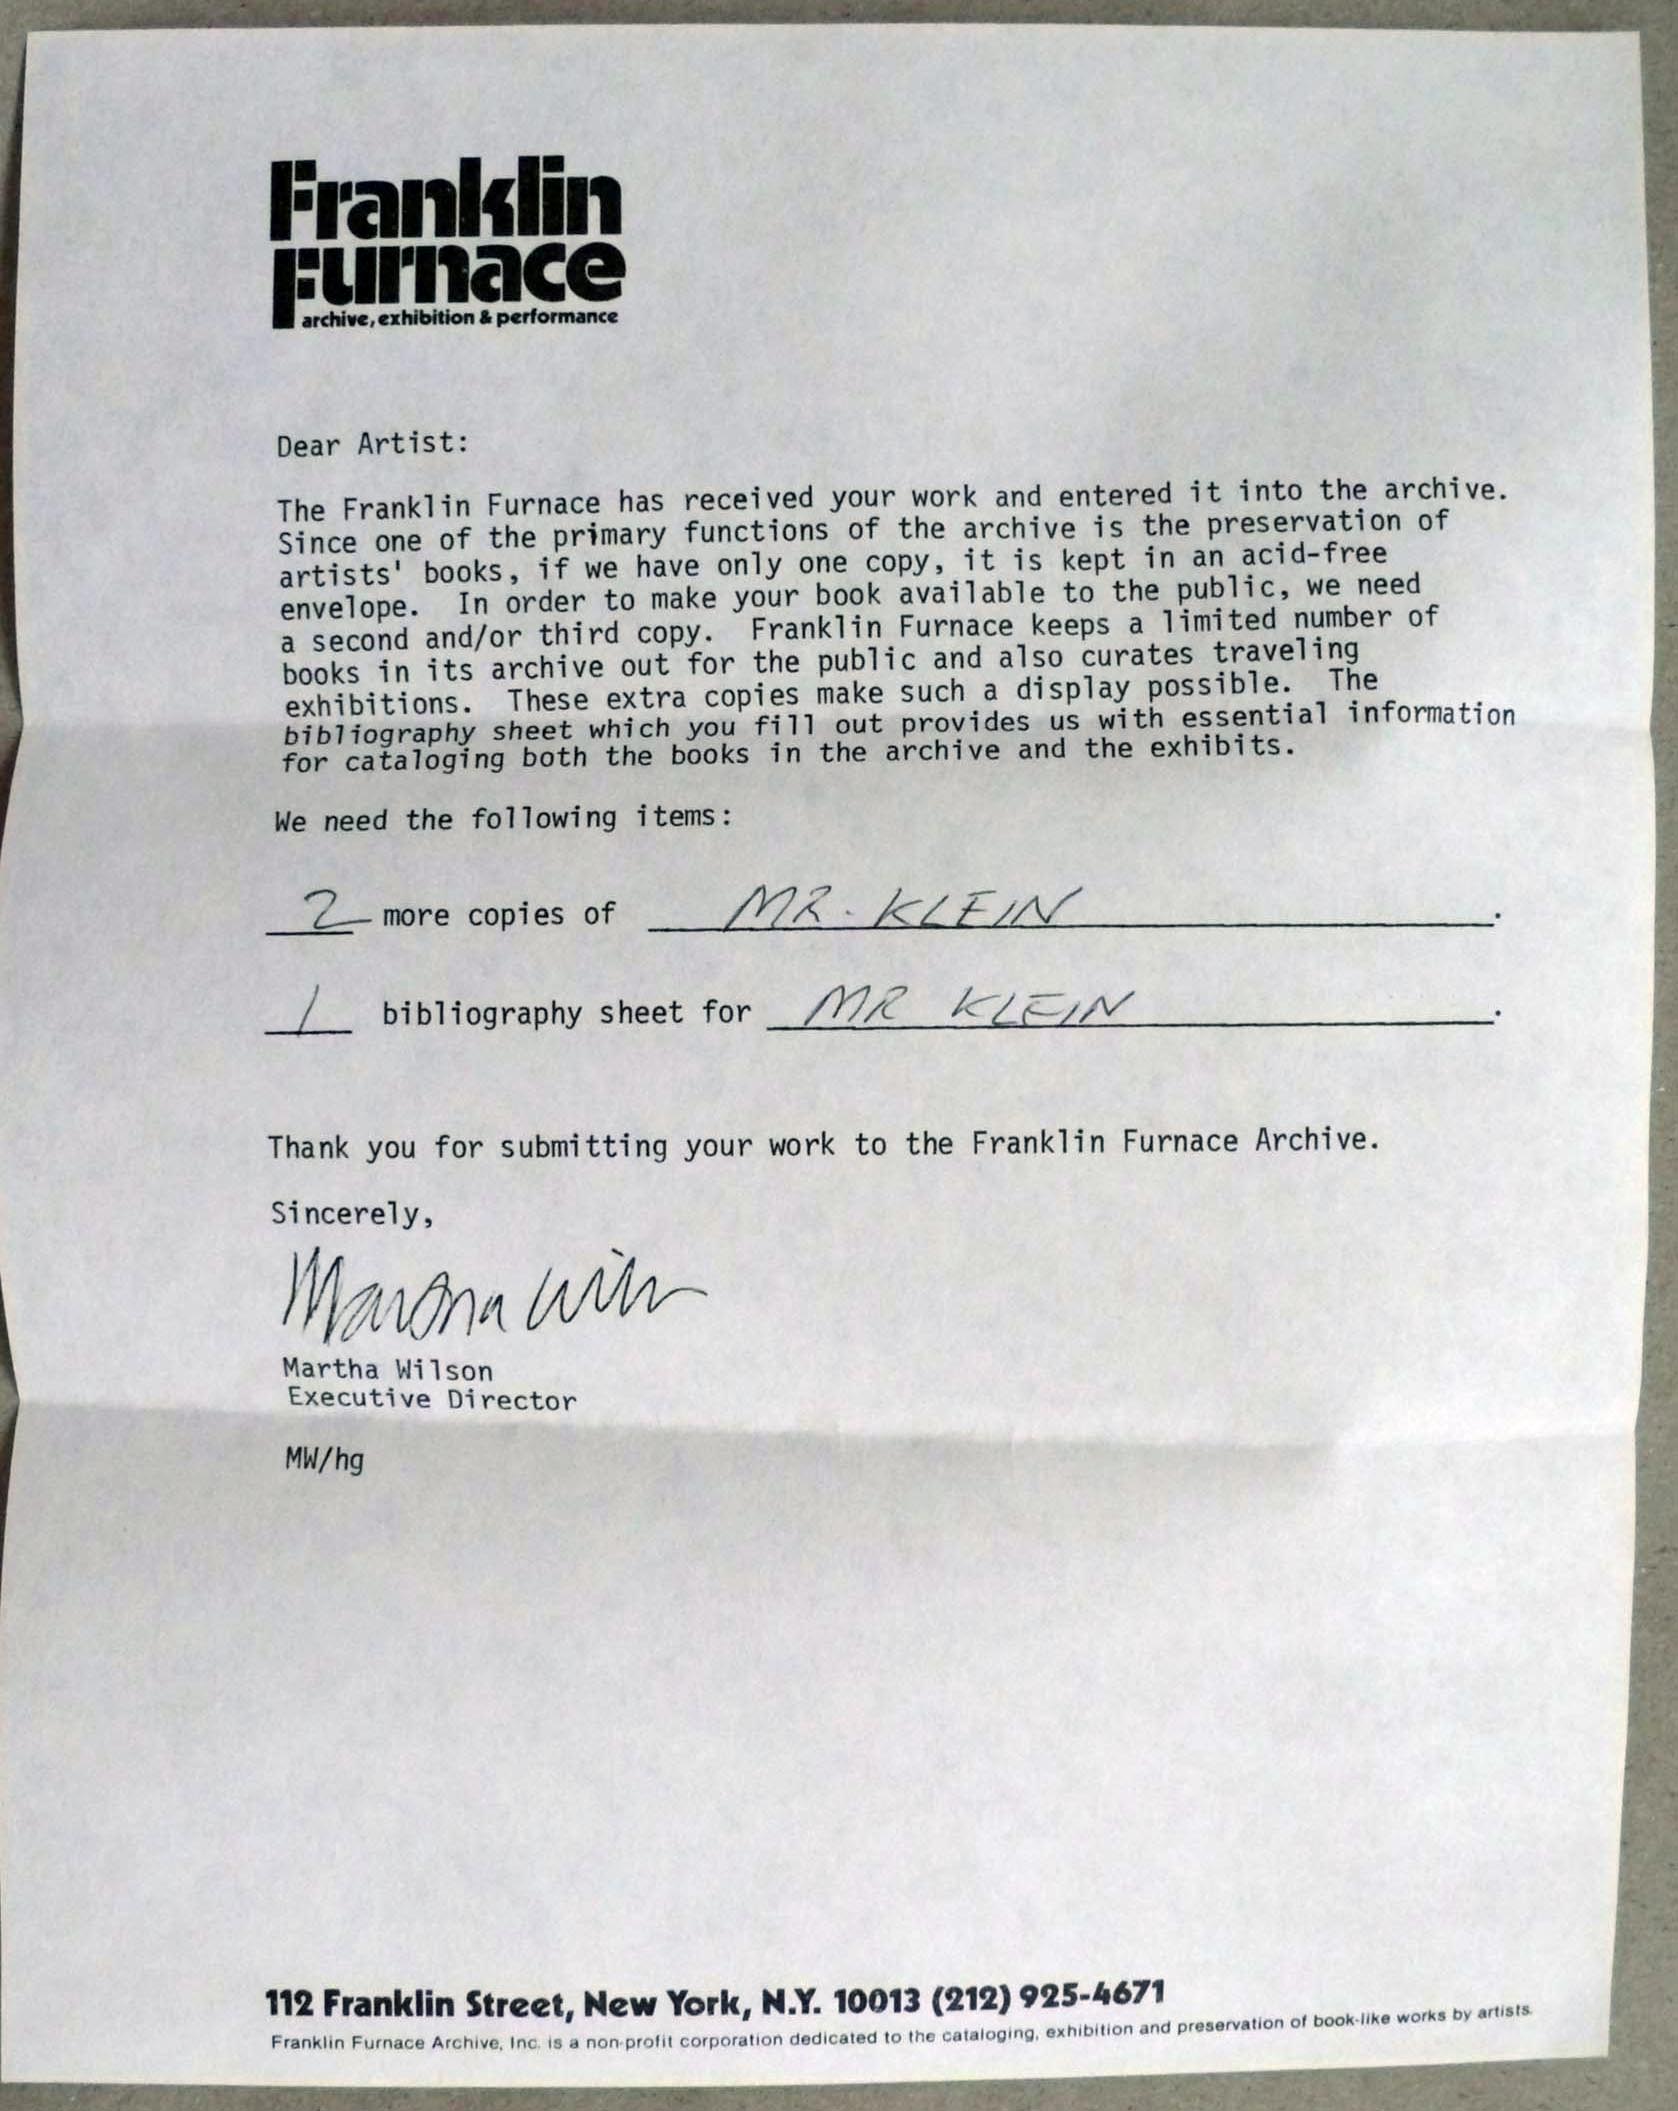 Franklin
Furnace
archive, exhibition & performance
Dear Artist:
The Franklin Furnace has received your work and entered it into the archive.
Since one of the primary functions of the archive is the preservation of
artists' books, if we have only one copy, it is kept in an acid-free
envelope. In order to make your book available to the public, we need
a second and/or third copy. Franklin Furnace keeps a limited number of
books in its archive out for the public and also curates traveling
exhibitions. These extra copies make such a display possible. The
bibliography sheet which you fill out provides us with essential information
for cataloging both the books in the archive and the exhibits.
We need the following items:
2 more copies of MR. KLEIN.
1 bibliography sheet for MR KLEIN.
Thank you for submitting your work to the Franklin Furnace Archive.
Sincerely,
Martha Wilson
Martha Wilson
Executive Director
MW/hg
112 Franklin Street, New York, N.Y. 10013 (212) 925-4671
Franklin Furnace Archive, Inc. is a non-profit corporation dedicated to the cataloging, exhibition and preservation of book-like works by artists.